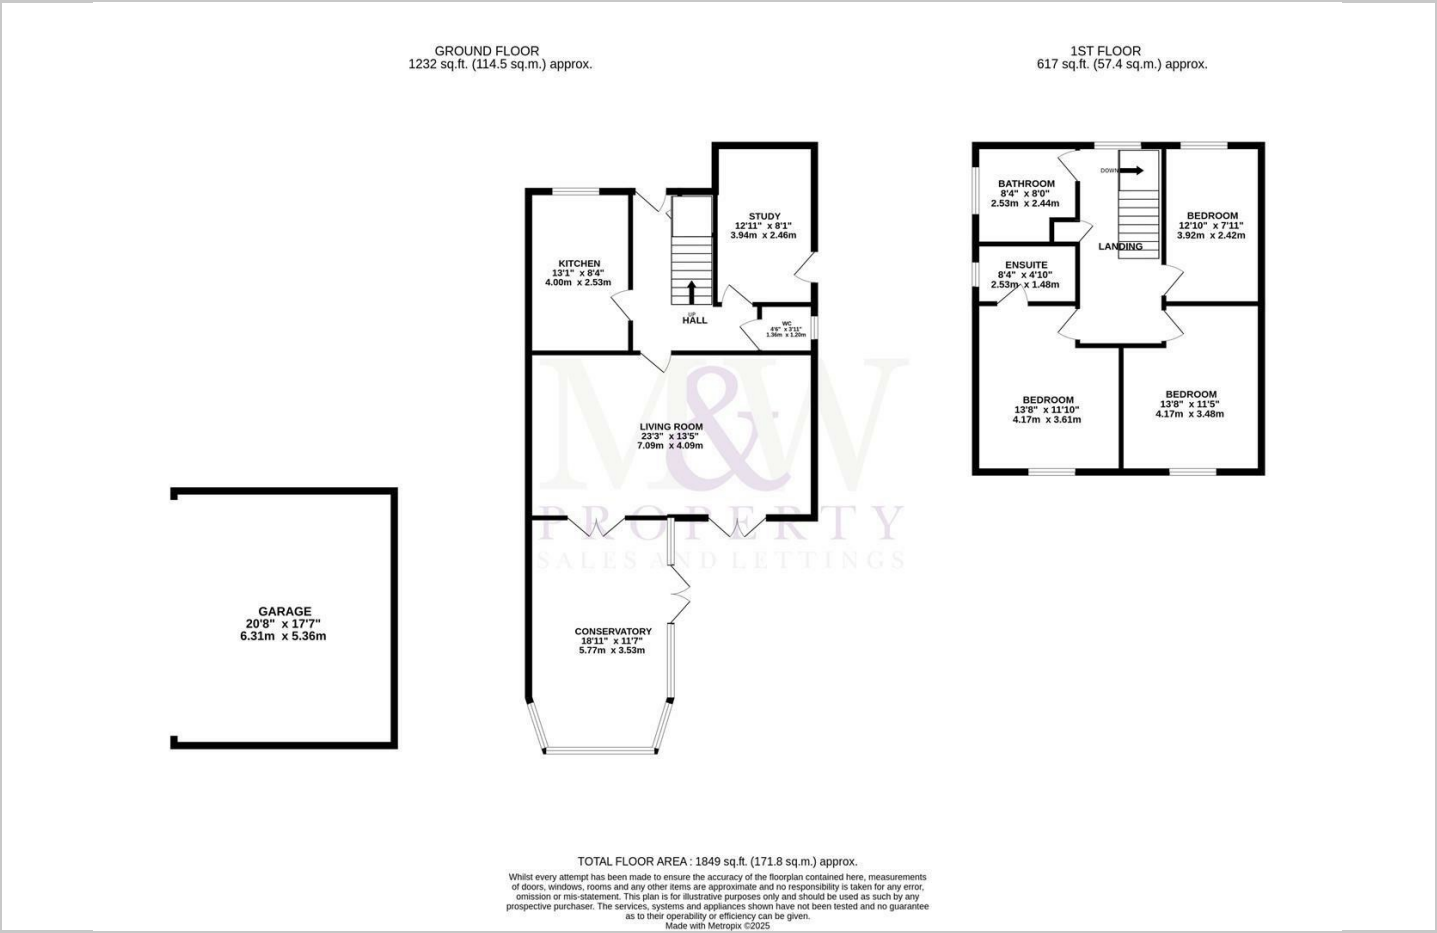 GROUND FLOOR
1232 sq.ft. (114.5 sq.m.) approx.
1ST FLOOR
617 sq.ft. (57.4 sq.m.) approx.
STUDY
12'11" x 8'1"
3.94m x 2.46m
KITCHEN
13'1" x 8'4"
4.00m x 2.53m
UP
HALL
WC
4'6" x 3'11"
1.36m x 1.20m
LIVING ROOM
23'3" x 13'5"
7.09m x 4.09m
CONSERVATORY
18'11" x 11'7"
5.77m x 3.53m
GARAGE
20'8" x 17'7"
6.31m x 5.36m
BATHROOM
8'4" x 8'0"
2.53m x 2.44m
DOWN
LANDING
BEDROOM
12'10" x 7'11"
3.92m x 2.42m
ENSUITE
8'4" x 4'10"
2.53m x 1.48m
BEDROOM
13'8" x 11'10"
4.17m x 3.61m
BEDROOM
13'8" x 11'5"
4.17m x 3.48m
M&W
PROPERTY
SALES AND LETTINGS
TOTAL FLOOR AREA : 1849 sq.ft. (171.8 sq.m.) approx.
Whilst every attempt has been made to ensure the accuracy of the floorplan contained here, measurements
of doors, windows, rooms and any other items are approximate and no responsibility is taken for any error,
omission or mis-statement. This plan is for illustrative purposes only and should be used as such by any
prospective purchaser. The services, systems and appliances shown have not been tested and no guarantee
as to their operability or efficiency can be given.
Made with Metropix ©2025